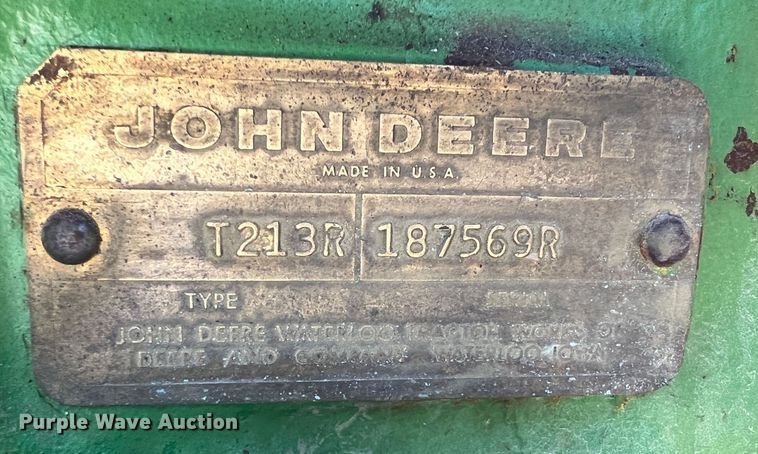 JOHN DEERE
MADE IN U.S.A.
T213R 187569R
TYPE SERIAL
JOHN DEERE WATERLOO TRACTOR WORKS OF
DEERE AND COMPANY WATERLOO IOWA
Purple Wave Auction